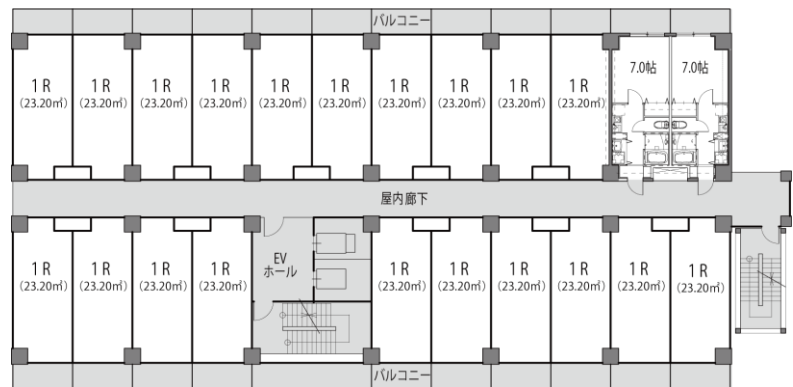 バルコニー
1R 1R 1R 1R 1R 1R 1R 1R 1R 1R 7.0帖 7.0帖
(23.20㎡) (23.20㎡) (23.20㎡) (23.20㎡) (23.20㎡) (23.20㎡) (23.20㎡) (23.20㎡) (23.20㎡) (23.20㎡)
屋内廊下
EV
ホール
1R 1R 1R 1R 1R 1R 1R 1R 1R 1R
(23.20㎡) (23.20㎡) (23.20㎡) (23.20㎡) (23.20㎡) (23.20㎡) (23.20㎡) (23.20㎡) (23.20㎡) (23.20㎡)
バルコニー